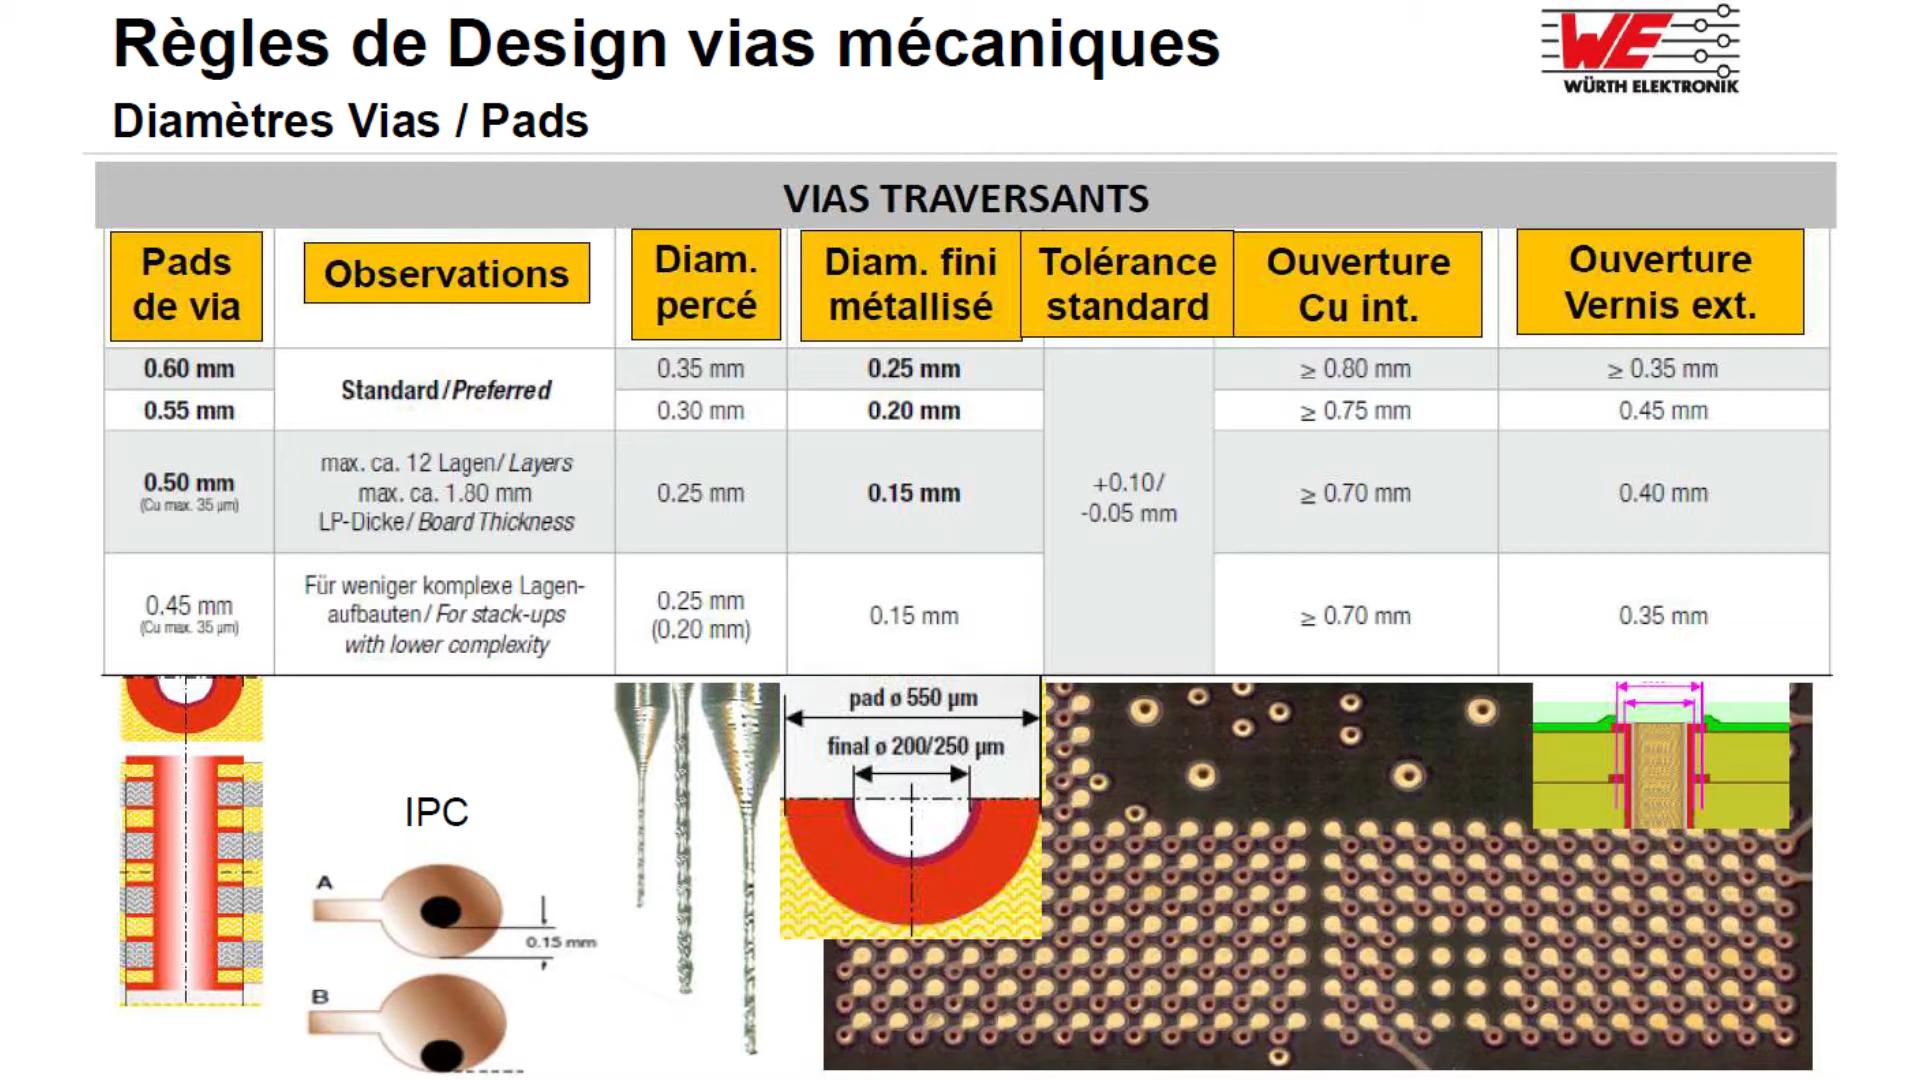 Règles de Design vias mécaniques
WE
WÜRTH ELEKTRONIK
Diamètres Vias / Pads
VIAS TRAVERSANTS
Pads
de via
Observations
Diam.
percé
Diam. fini
métallisé
Tolérance
standard
Ouverture
Cu int.
Ouverture
Vernis ext.
0.60 mm
Standard/Preferred
0.35 mm
0.25 mm
≥ 0.80 mm
≥ 0.35 mm
0.55 mm
0.30 mm
0.20 mm
≥ 0.75 mm
0.45 mm
0.50 mm
(Cu max. 35 µm)
max. ca. 12 Lagen/Layers
max. ca. 1.80 mm
LP-Dicke/Board Thickness
0.25 mm
0.15 mm
+0.10/
-0.05 mm
≥ 0.70 mm
0.40 mm
0.45 mm
(Cu max. 35 µm)
Für weniger komplexe Lagen-
aufbauten/For stack-ups
with lower complexity
0.25 mm
(0.20 mm)
0.15 mm
≥ 0.70 mm
0.35 mm
pad ø 550 µm
final ø 200/250 µm
IPC
A
0.15 mm
B